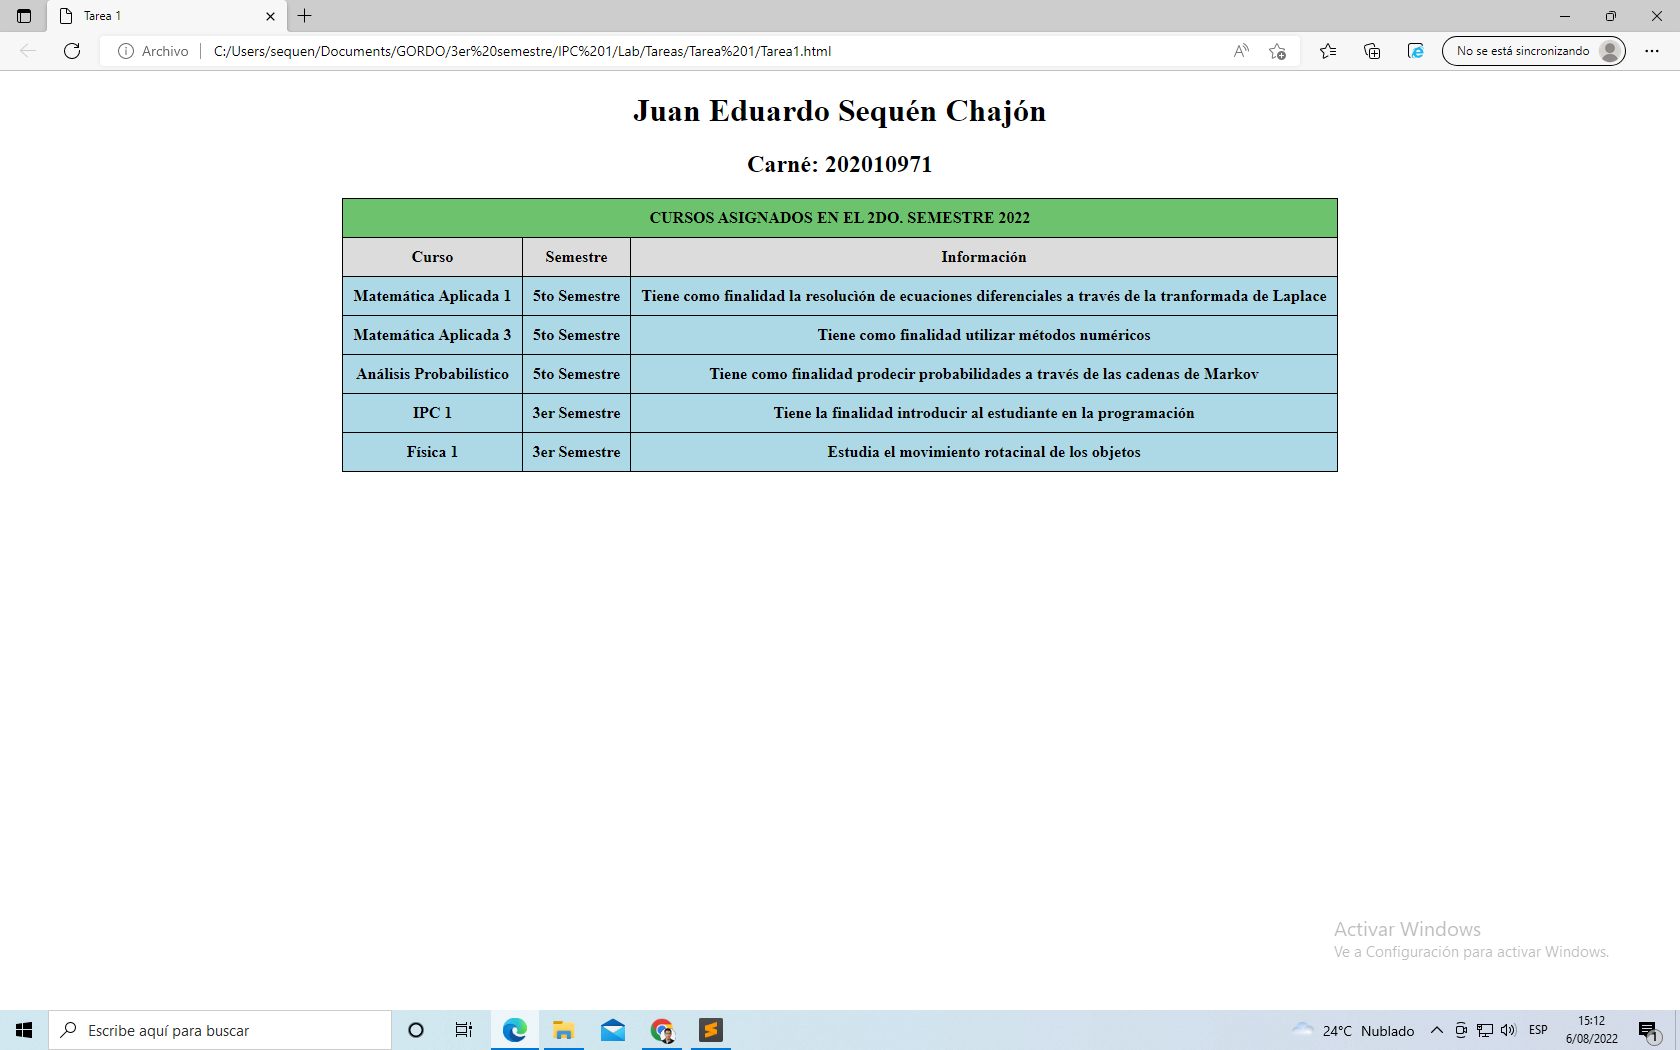 Tarea 1
Archivo
C:/Users/sequen/Documents/GORDO/3er%20semestre/IPC%201/Lab/Tareas/Tarea%201/Tarea1.html
No se está sincronizando
Juan Eduardo Sequén Chajón
Carné: 202010971
CURSOS ASIGNADOS EN EL 2DO. SEMESTRE 2022
Curso Semestre Información
Matemática Aplicada 1 5to Semestre Tiene como finalidad la resolución de ecuaciones diferenciales a través de la tranformada de Laplace
Matemática Aplicada 3 5to Semestre Tiene como finalidad utilizar métodos numéricos
Análisis Probabilístico 5to Semestre Tiene como finalidad prodecir probabilidades a través de las cadenas de Markov
IPC 1 3er Semestre Tiene la finalidad introducir al estudiante en la programación
Física 1 3er Semestre Estudia el movimiento rotacinal de los objetos
Activar Windows
Ve a Configuración para activar Windows.
Escribe aquí para buscar
24°C Nublado
ESP
15:12
6/08/2022
1